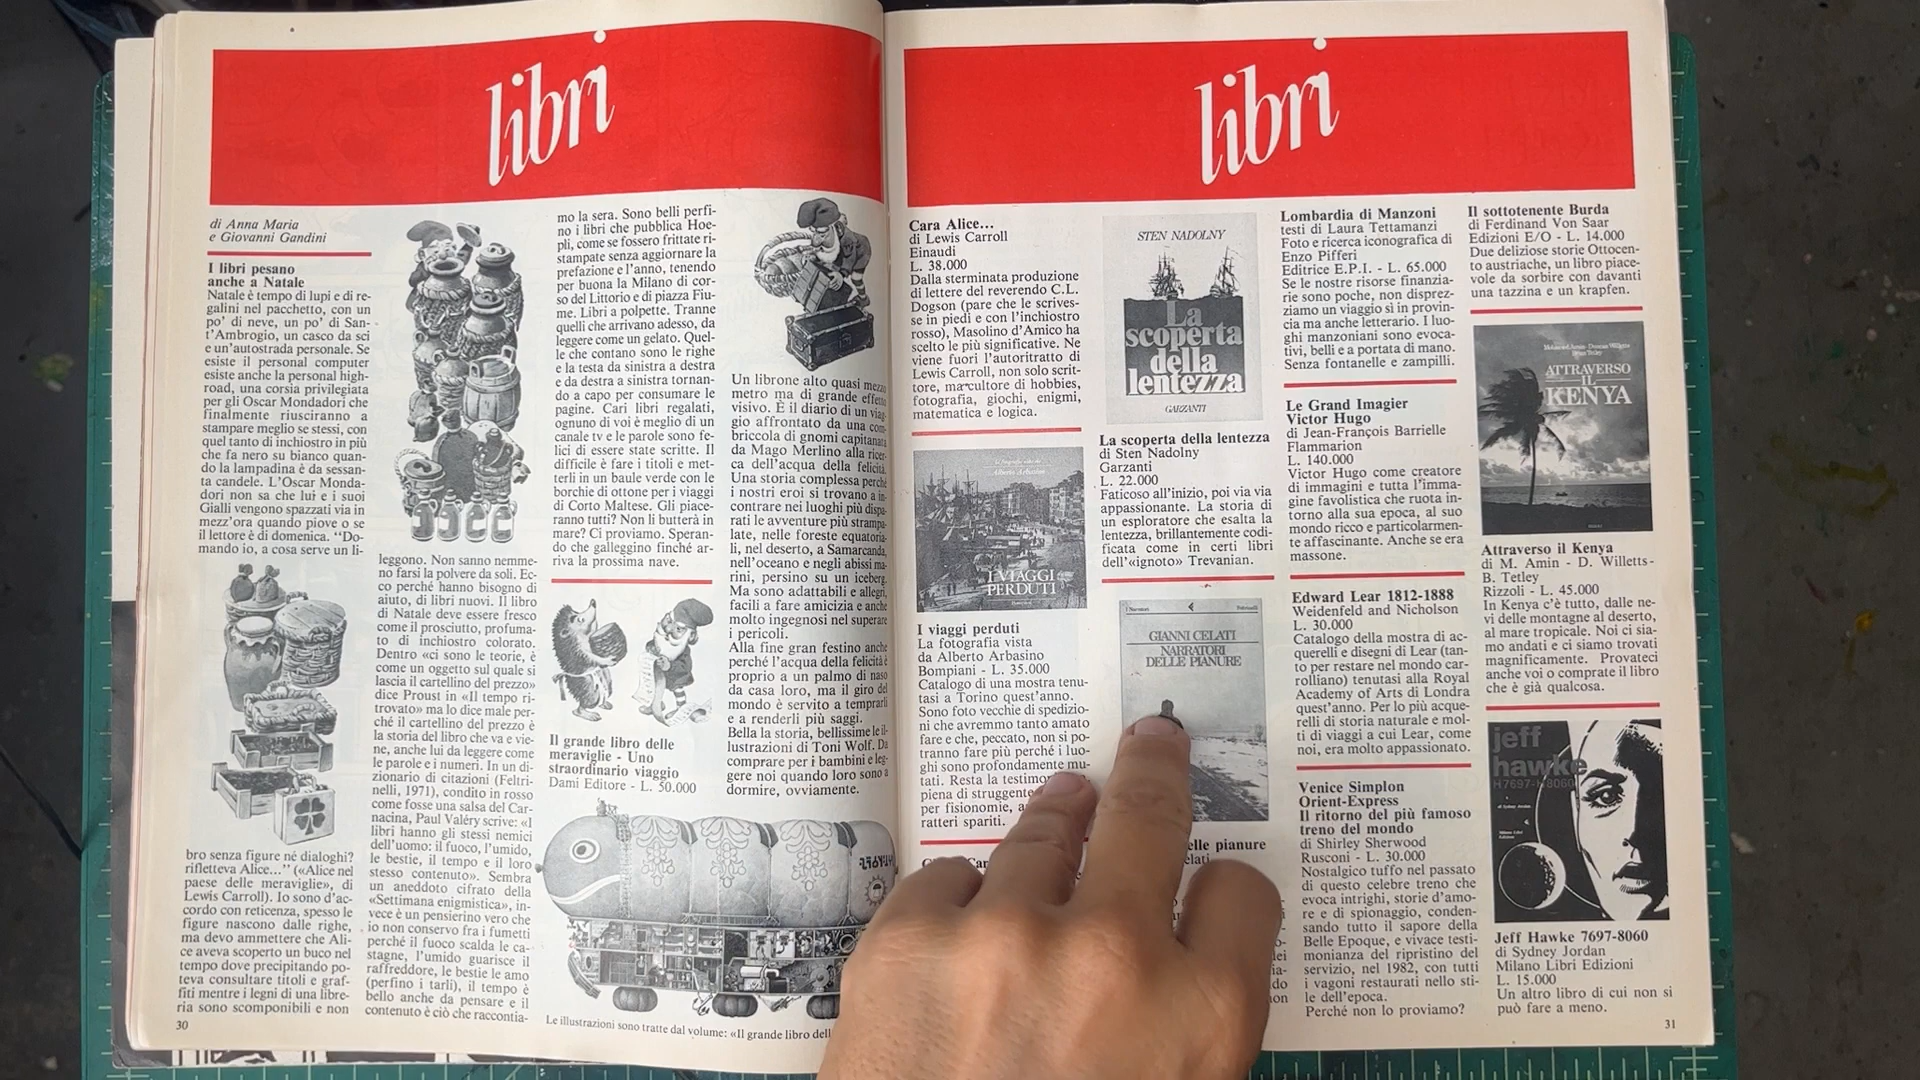 libri
di Anna Maria
e Giovanni Gandini
I libri pesano
anche a Natale
Natale è tempo di lupi e di re-
galini nel pacchetto, con un
po' di neve, un po' di San-
t'Ambrogio, un casco da sci
e un'autostrada personale. Se
esiste il personal computer
esiste anche la personal high-
road, una corsia privilegiata
per gli Oscar Mondadori che
finalmente riusciranno a
stampare meglio se stessi, con
quel tanto di inchiostro in più
che fa nero su bianco quan-
do la lampadina è da sessan-
ta candele. L'Oscar Monda-
dori non sa che lui e i suoi
Gialli vengono spazzati via in
mezz'ora quando piove o se
il lettore è di domenica. "Do-
mando io, a cosa serve un li-
bro senza figure né dialoghi?
rifletteva Alice..." («Alice nel
paese delle meraviglie», di
Lewis Carroll). Io sono d'ac-
cordo con reticenza, spesso le
figure nascono dalle righe,
ma devo ammettere che Ali-
ce aveva scoperto un buco nel
tempo dove precipitando po-
teva consultare titoli e graf-
fiti mentre i legni di una libre-
ria sono scomponibili e non
30
leggono. Non sanno nemme-
no farsi la polvere da soli. Ec-
co perché hanno bisogno di
aiuto, di libri nuovi. Il libro
di Natale deve essere fresco
come il prosciutto, profuma-
to di inchiostro colorato.
Dentro «ci sono le teorie, è
come un oggetto sul quale si
lascia il cartellino del prezzo»
dice Proust in «Il tempo ri-
trovato» ma lo dice male per-
ché il cartellino del prezzo è
la storia del libro che va e vie-
ne, anche lui da leggere come
le parole e i numeri. In un di-
zionario di citazioni (Feltri-
nelli, 1971), condito in rosso
come fosse una salsa del Car-
nacina, Paul Valéry scrive: «I
libri hanno gli stessi nemici
dell'uomo: il fuoco, l'umido,
le bestie, il tempo e il loro
stesso contenuto». Sembra
un aneddoto cifrato della
«Settimana enigmistica», in-
vece è un pensierino vero che
io non conservo fra i fumetti
perché il fuoco scalda le ca-
stagne, l'umido guarisce il
raffreddore, le bestie le amo
(perfino i tarli), il tempo è
bello anche da pensare e il
contenuto è ciò che raccontia-
mo la sera. Sono belli perfi-
no i libri che pubblica Hoe-
pli, come se fossero frittate ri-
stampate senza aggiornare la
prefazione e l'anno, tenendo
per buona la Milano di cor-
so del Littorio e di piazza Fiu-
me. Libri a polpette. Tranne
quelli che arrivano adesso, da
leggere come un gelato. Quel-
le che contano sono le righe
e la testa da sinistra a destra
e da destra a sinistra tornan-
do a capo per consumare le
pagine. Cari libri regalati,
ognuno di voi è meglio di un
canale tv e le parole sono fe-
lici di essere state scritte. Il
difficile è fare i titoli e met-
terli in un baule verde con le
borchie di ottone per i viaggi
di Corto Maltese. Gli piace-
ranno tutti? Non li butterà in
mare? Ci proviamo. Speran-
do che galleggino finché ar-
riva la prossima nave.
Il grande libro delle
meraviglie - Uno
straordinario viaggio
Dami Editore - L. 50.000
Un librone alto quasi mezzo
metro ma di grande effetto
visivo. È il diario di un viag-
gio affrontato da una com-
briccola di gnomi capitanata
da Mago Merlino alla ricer-
ca dell'acqua della felicità.
Una storia complessa perché
i nostri eroi si trovano a in-
contrare nei luoghi più dispa-
rati le avventure più strampa-
late, nelle foreste equatoria-
li, nel deserto, a Samarcanda,
nell'oceano e negli abissi ma-
rini, persino su un iceberg.
Ma sono adattabili e allegri,
facili a fare amicizia e anche
molto ingegnosi nel superare
i pericoli.
Alla fine gran festino anche
perché l'acqua della felicità è
proprio a un palmo di naso
da casa loro, ma il giro del
mondo è servito a temprarli
e a renderli più saggi.
Bella la storia, bellissime le il-
lustrazioni di Toni Wolf. Da
comprare per i bambini e leg-
gere noi quando loro sono a
dormire, ovviamente.
Le illustrazioni sono tratte dal volume: «Il grande libro dell
libri
Cara Alice...
di Lewis Carroll
Einaudi
L. 38.000
Dalla sterminata produzione
di lettere del reverendo C.L.
Dogson (pare che le scrives-
se in piedi e con l'inchiostro
rosso), Masolino d'Amico ha
scelto le più significative. Ne
viene fuori l'autoritratto di
Lewis Carroll, non solo scrit-
tore, ma cultore di hobbies,
fotografia, giochi, enigmi,
matematica e logica.
Alberto Arbasino
I VIAGGI
PERDUTI
I viaggi perduti
La fotografia vista
da Alberto Arbasino
Bompiani - L. 35.000
Catalogo di una mostra tenu-
tasi a Torino quest'anno.
Sono foto vecchie di spedizio-
ni che avremmo tanto amato
fare e che, peccato, non si po-
tranno fare più perché i luo-
ghi sono profondamente mu-
tati. Resta la testimon
piena di struggente
per fisionomie, a
ratteri spariti.
STEN NADOLNY
La
scoperta
della
lentezza
GARZANTI
La scoperta della lentezza
di Sten Nadolny
Garzanti
L. 22.000
Faticoso all'inizio, poi via via
appassionante. La storia di
un esploratore che esalta la
lentezza, brillantemente codi-
ficata come in certi libri
dell'«ignoto» Trevanian.
I Narratori Feltrinelli
GIANNI CELATI
NARRATORI
DELLE PIANURE
elle pianure
elati
Lombardia di Manzoni
testi di Laura Tettamanzi
Foto e ricerca iconografica di
Enzo Pifferi
Editrice E.P.I. - L. 65.000
Se le nostre risorse finanzia-
rie sono poche, non disprez-
ziamo un viaggio sì in provin-
cia ma anche letterario. I luo-
ghi manzoniani sono evoca-
tivi, belli e a portata di mano.
Senza fontanelle e zampilli.
Le Grand Imagier
Victor Hugo
di Jean-François Barrielle
Flammarion
L. 140.000
Victor Hugo come creatore
di immagini e tutta l'imma-
gine favolistica che ruota in-
torno alla sua epoca, al suo
mondo ricco e particolarmen-
te affascinante. Anche se era
massone.
Edward Lear 1812-1888
Weidenfeld and Nicholson
L. 30.000
Catalogo della mostra di ac-
querelli e disegni di Lear (tan-
to per restare nel mondo car-
rolliano) tenutasi alla Royal
Academy of Arts di Londra
quest'anno. Per lo più acque-
relli di storia naturale e mol-
ti di viaggi a cui Lear, come
noi, era molto appassionato.
Venice Simplon
Orient-Express
Il ritorno del più famoso
treno del mondo
di Shirley Sherwood
Rusconi - L. 30.000
Nostalgico tuffo nel passato
di questo celebre treno che
evoca intrighi, storie d'amo-
re e di spionaggio, conden-
sando tutto il sapore della
Belle Epoque, e vivace testi-
monianza del ripristino del
servizio, nel 1982, con tutti
i vagoni restaurati nello sti-
le dell'epoca.
Perché non lo proviamo?
Il sottotenente Burda
di Ferdinand Von Saar
Edizioni E/O - L. 14.000
Due deliziose storie Ottocen-
to austriache, un libro piace-
vole da sorbire con davanti
una tazzina e un krapfen.
Mohamed Amin - Duncan Willetts
Brian Tetley
ATTRAVERSO
IL
KENYA
Attraverso il Kenya
di M. Amin - D. Willetts-
B. Tetley
Rizzoli - L. 45.000
In Kenya c'è tutto, dalle ne-
vi delle montagne al deserto,
al mare tropicale. Noi ci sia-
mo andati e ci siamo trovati
magnificamente. Provateci
anche voi o comprate il libro
che è già qualcosa.
jeff
hawke
H7697-H8060
di Sydney Jordan
Milano Libri
Edizioni
Jeff Hawke 7697-8060
di Sydney Jordan
Milano Libri Edizioni
L. 15.000
Un altro libro di cui non si
può fare a meno.
31